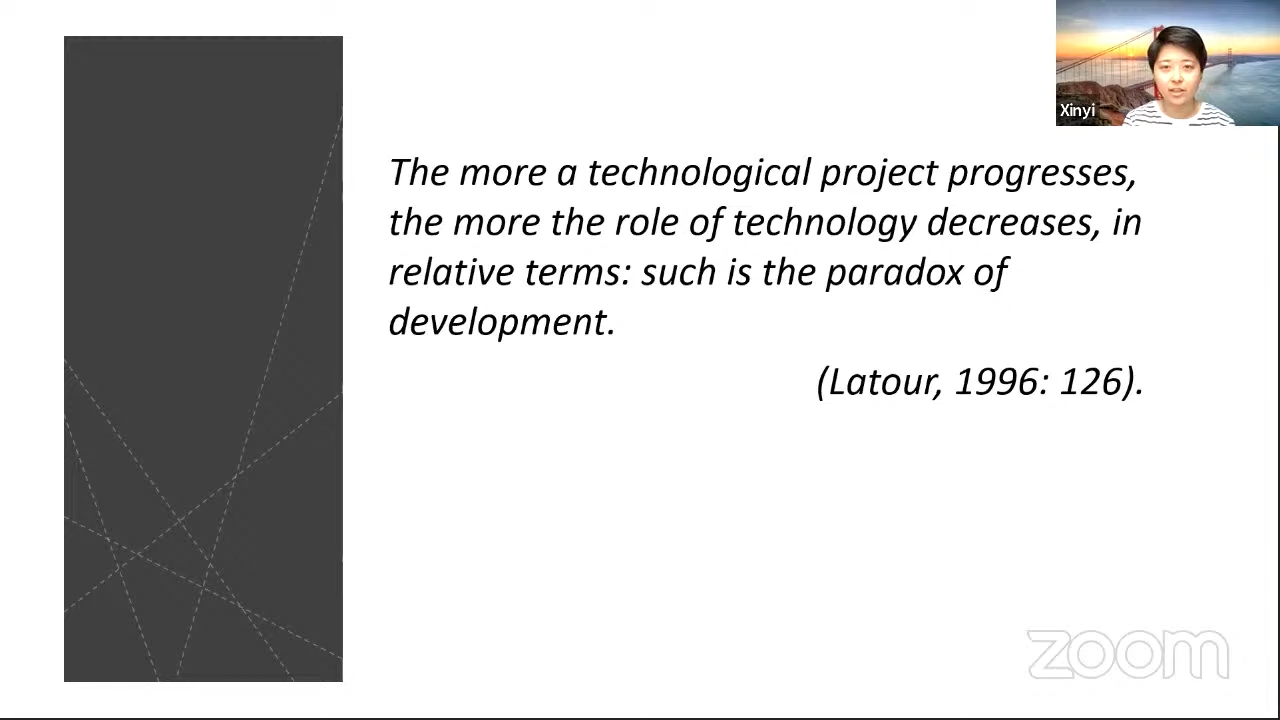 Xinyi
The more a technological project progresses,
the more the role of technology decreases, in
relative terms: such is the paradox of
development.
(Latour, 1996: 126).
zoom